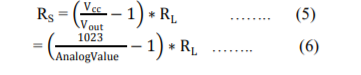 R_S = (V_cc / V_out − 1) * R_L ........ (5)
= (1023 / AnalogValue − 1) * R_L ........ (6)